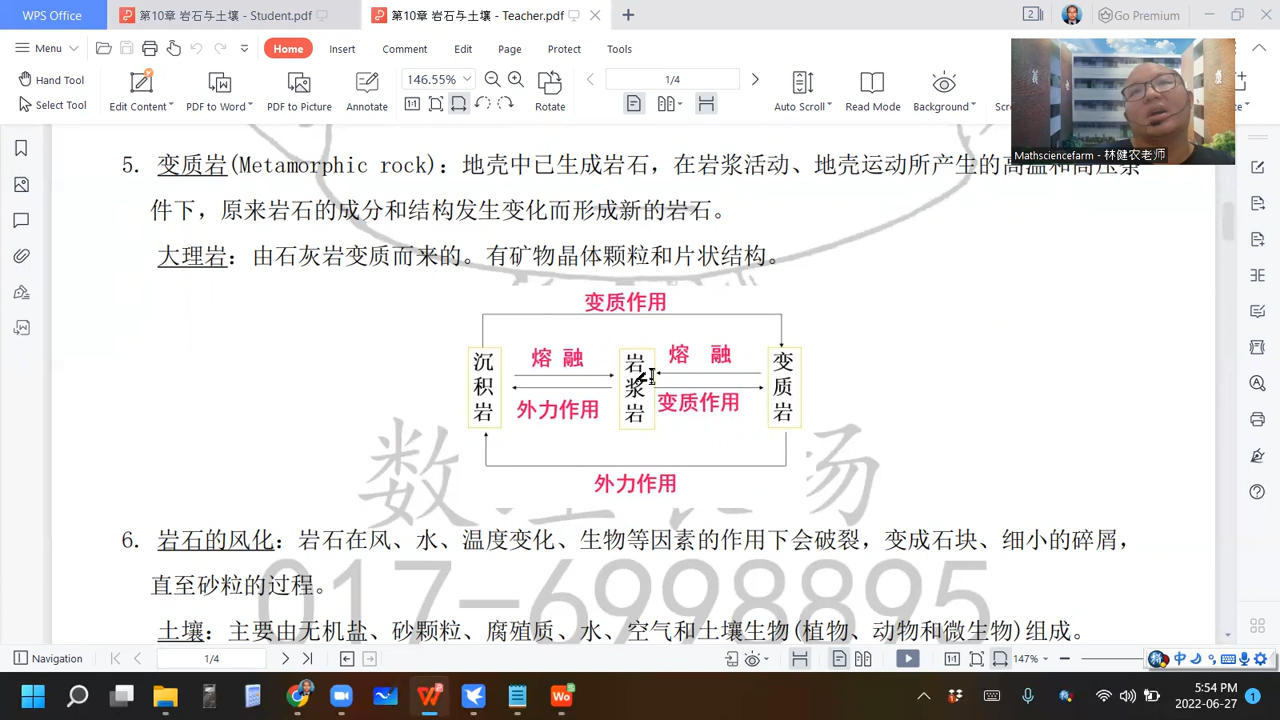 WPS Office
第10章 岩石与土壤 - Student.pdf
第10章 岩石与土壤 - Teacher.pdf
2
Go Premium
Menu
Home
Insert
Comment
Edit
Page
Protect
Tools
Hand Tool
Select Tool
Edit Content
PDF to Word
PDF to Picture
Annotate
146.55%
Rotate
1/4
Auto Scroll
Read Mode
Background
Mathsciencefarm - 林健农老师
5. 变质岩(Metamorphic rock)：地壳中已生成岩石，在岩浆活动、地壳运动所产生的高温和高压条
件下，原来岩石的成分和结构发生变化而形成新的岩石。
大理岩：由石灰岩变质而来的。有矿物晶体颗粒和片状结构。
变质作用
沉积岩
熔 融
外力作用
岩浆岩
熔 融
变质作用
变质岩
外力作用
6. 岩石的风化：岩石在风、水、温度变化、生物等因素的作用下会破裂，变成石块、细小的碎屑，
直至砂粒的过程。
017-6998895
土壤：主要由无机盐、砂颗粒、腐殖质、水、空气和土壤生物(植物、动物和微生物)组成。
Navigation
1/4
147%
中
5:54 PM
2022-06-27